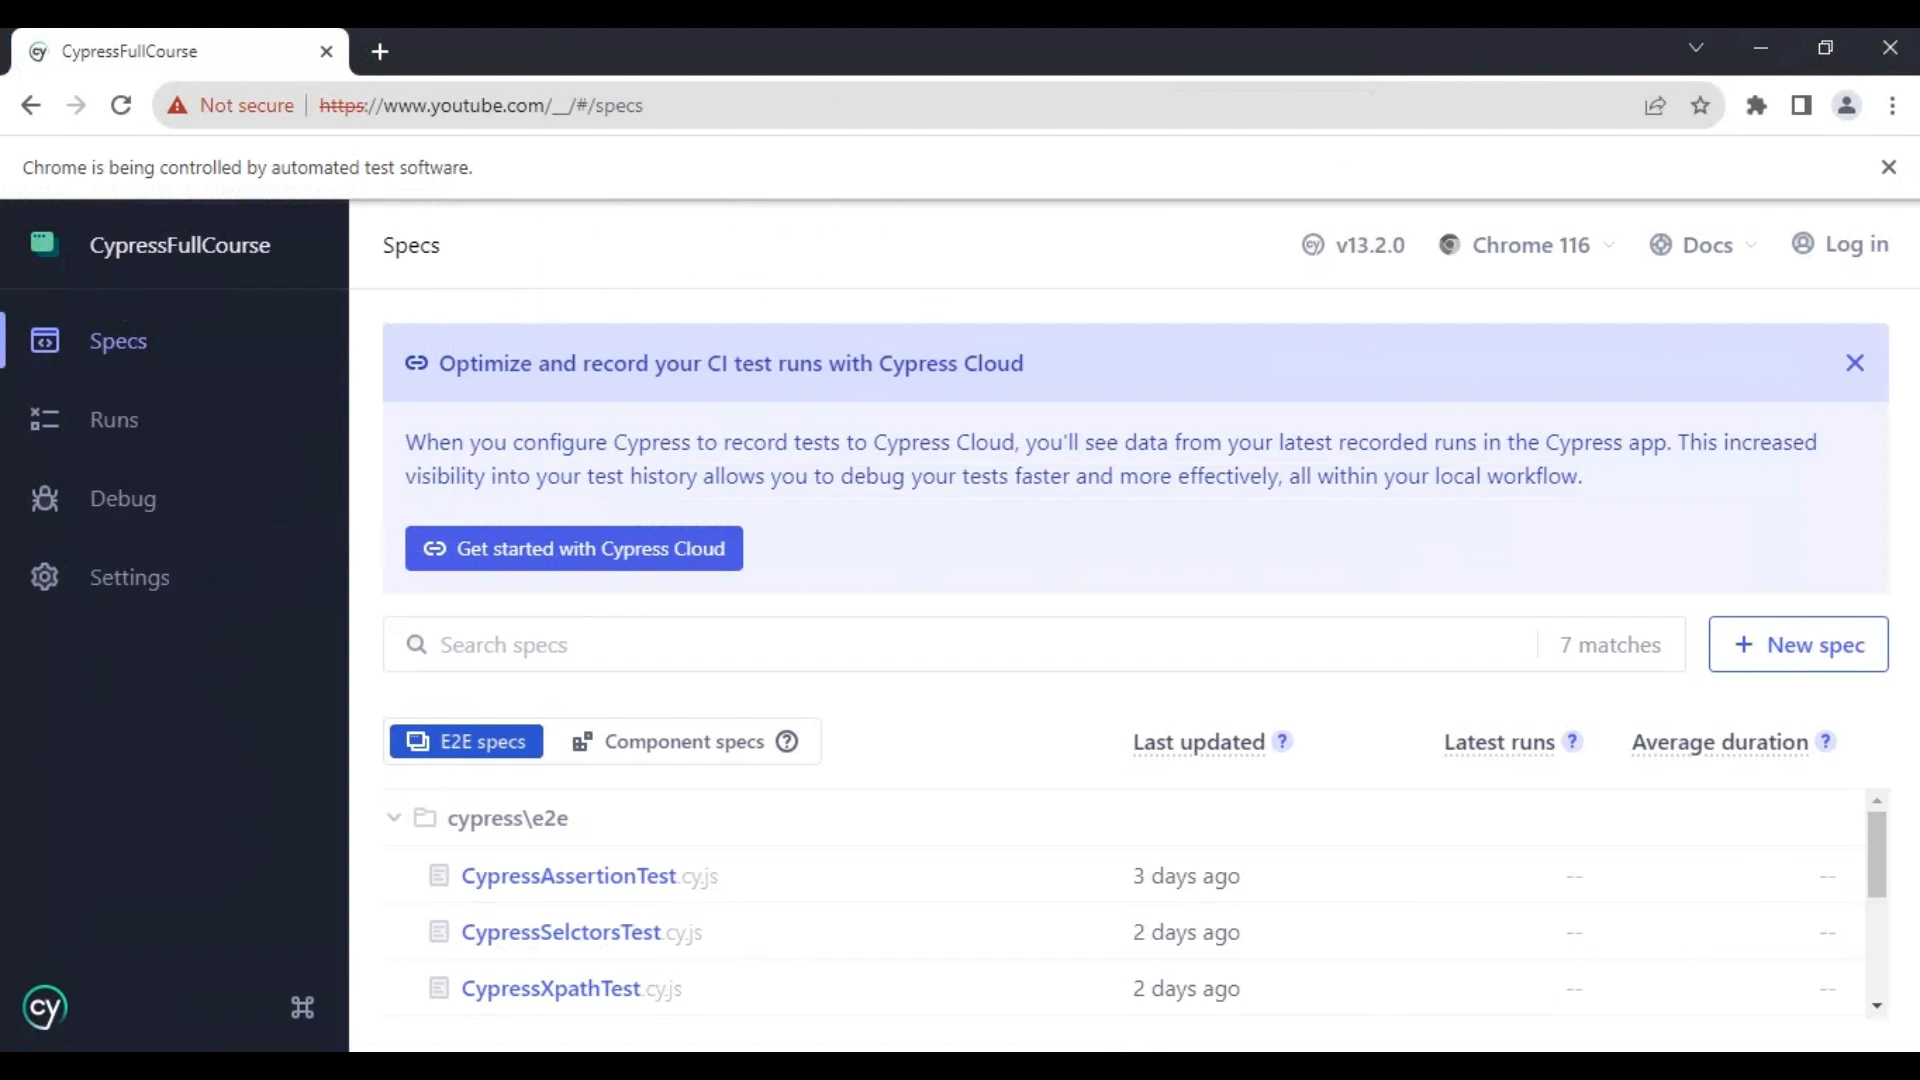 CypressFullCourse
Not secure https://www.youtube.com/__/#/specs
Chrome is being controlled by automated test software.
CypressFullCourse
Specs
Runs
Debug
Settings
cy
Specs
v13.2.0
Chrome 116
Docs
Log in
Optimize and record your CI test runs with Cypress Cloud
When you configure Cypress to record tests to Cypress Cloud, you'll see data from your latest recorded runs in the Cypress app. This increased
visibility into your test history allows you to debug your tests faster and more effectively, all within your local workflow.
Get started with Cypress Cloud
Search specs 7 matches
+ New spec
E2E specs Component specs ? Last updated ? Latest runs ? Average duration ?
cypress\e2e
CypressAssertionTest.cy.js 3 days ago -- --
CypressSelctorsTest.cy.js 2 days ago -- --
CypressXpathTest.cy.js 2 days ago -- --